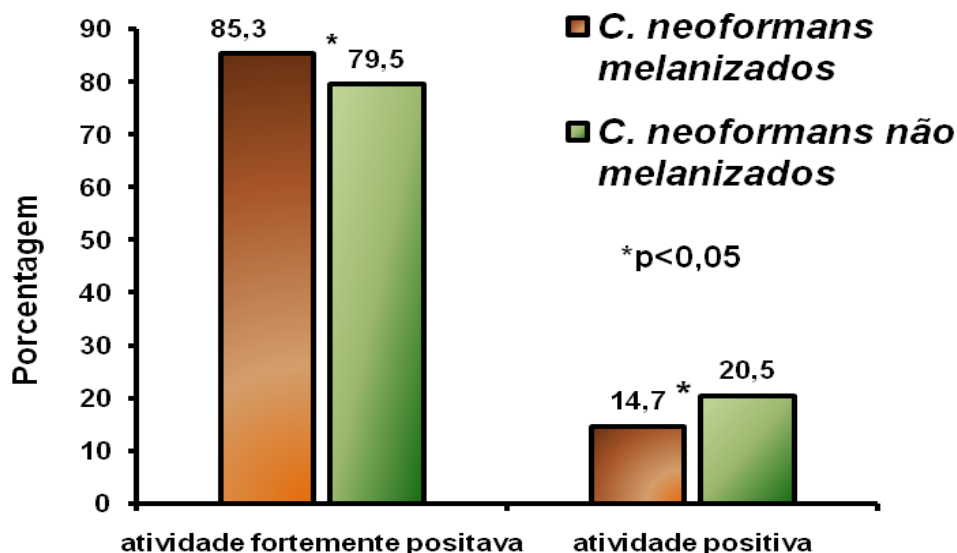 90
80
70
60
50
40
30
20
10
0
Porcentagem
85,3
*
79,5
14,7
*
20,5
atividade fortemente positava
atividade positiva
C. neoformans
melanizados
C. neoformans não
melanizados
*p<0,05